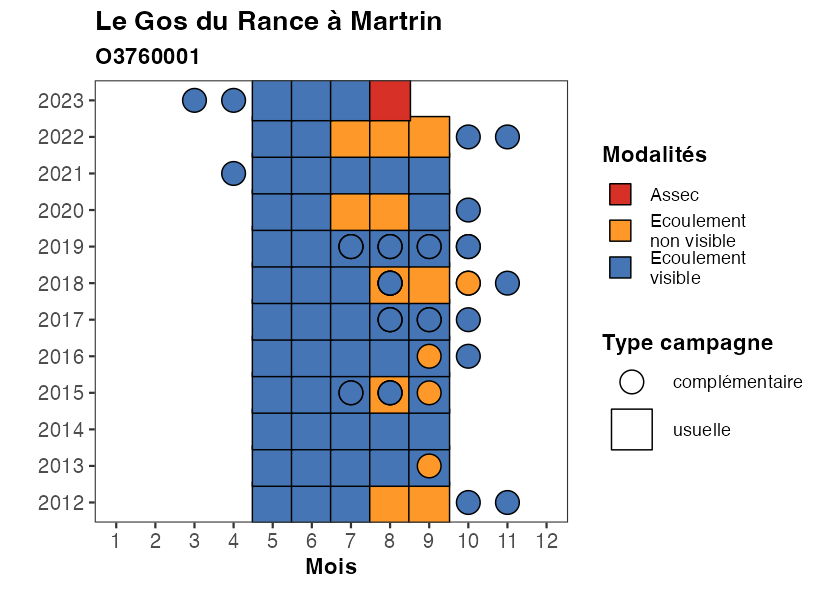 Le Gos du Rance à Martrin
O3760001
2023
2022
2021
2020
2019
2018
2017
2016
2015
2014
2013
2012
1 2 3 4 5 6 7 8 9 10 11 12
Mois
Modalités
Assec
Ecoulement
non visible
Ecoulement
visible
Type campagne
complémentaire
usuelle